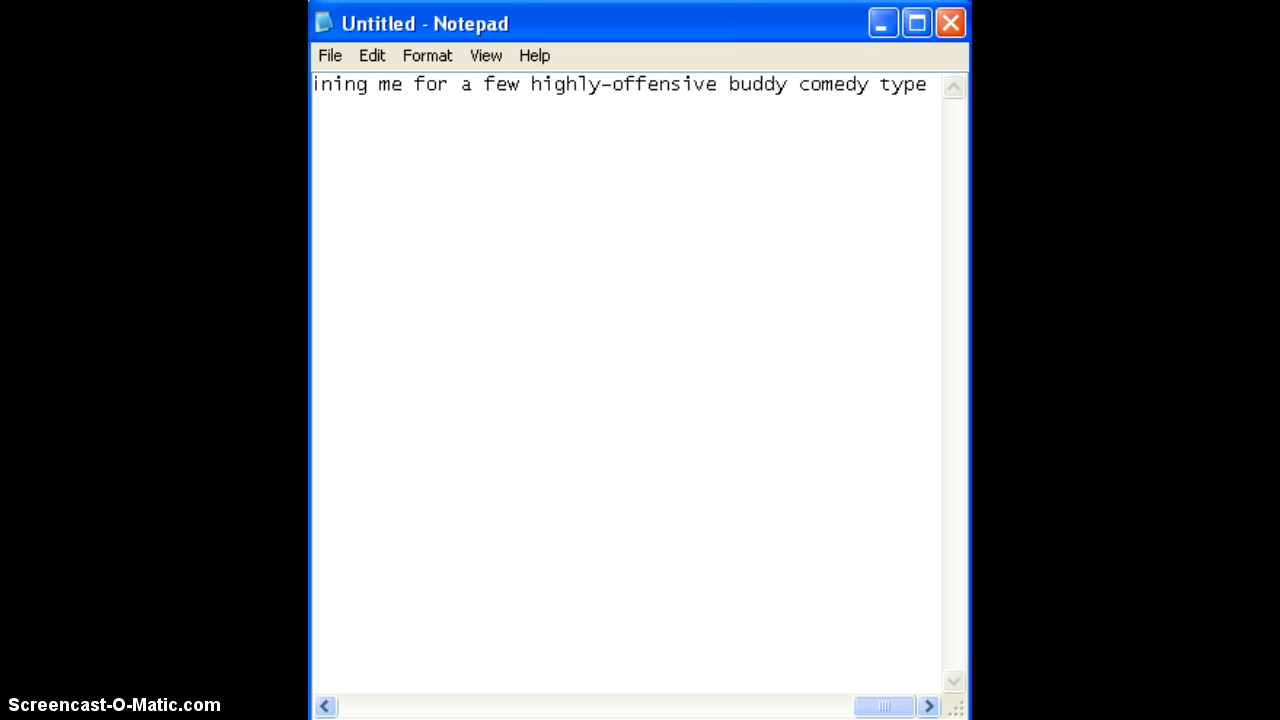 Untitled - Notepad
File Edit Format View Help
ining me for a few highly-offensive buddy comedy type
Screencast-O-Matic.com